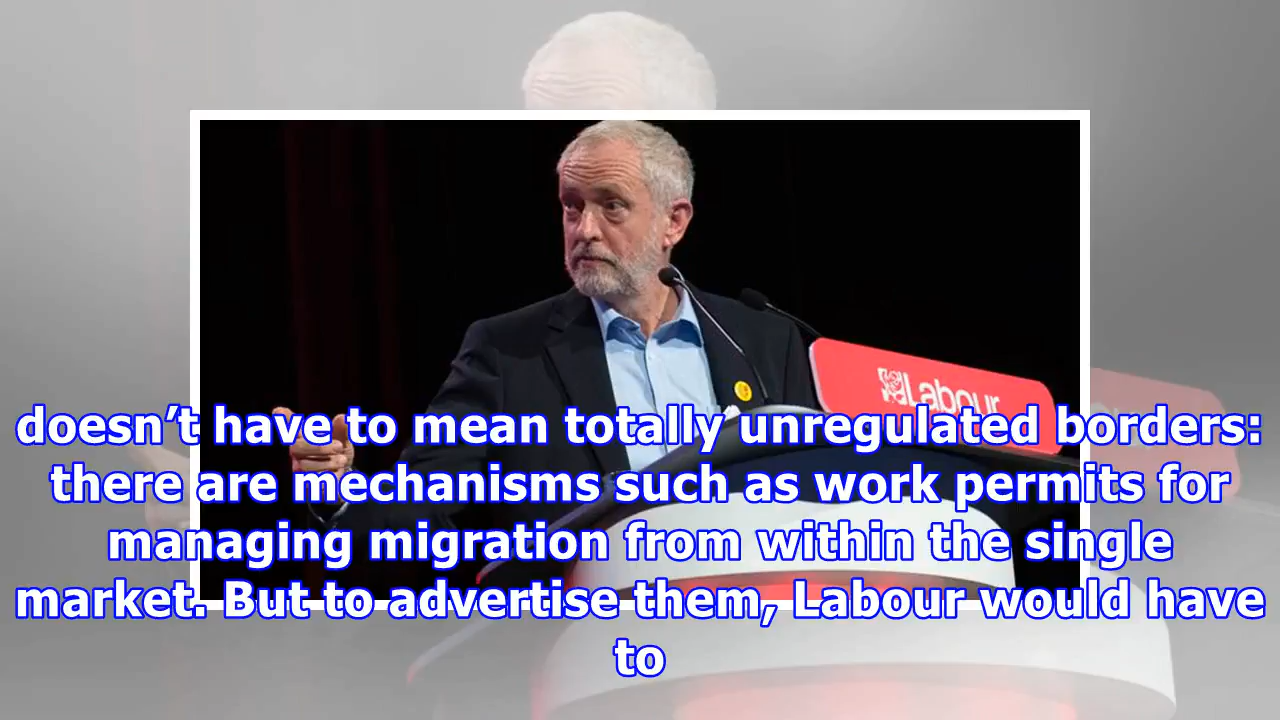 Labour
doesn’t have to mean totally unregulated borders:
there are mechanisms such as work permits for
managing migration from within the single
market. But to advertise them, Labour would have
to